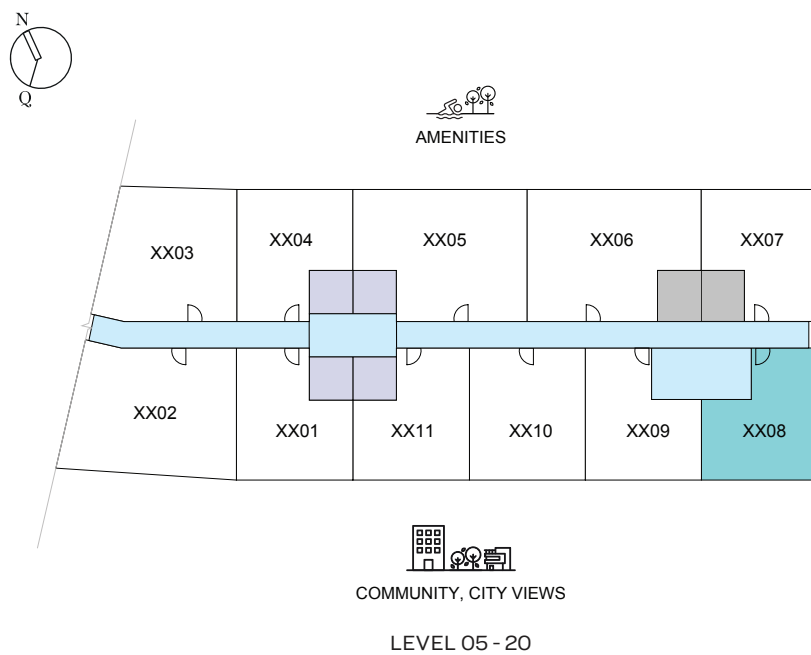 N
Q
AMENITIES
XX03
XX04
XX05
XX06
XX07
XX02
XX01
XX11
XX10
XX09
XX08
COMMUNITY, CITY VIEWS
LEVEL 05 - 20